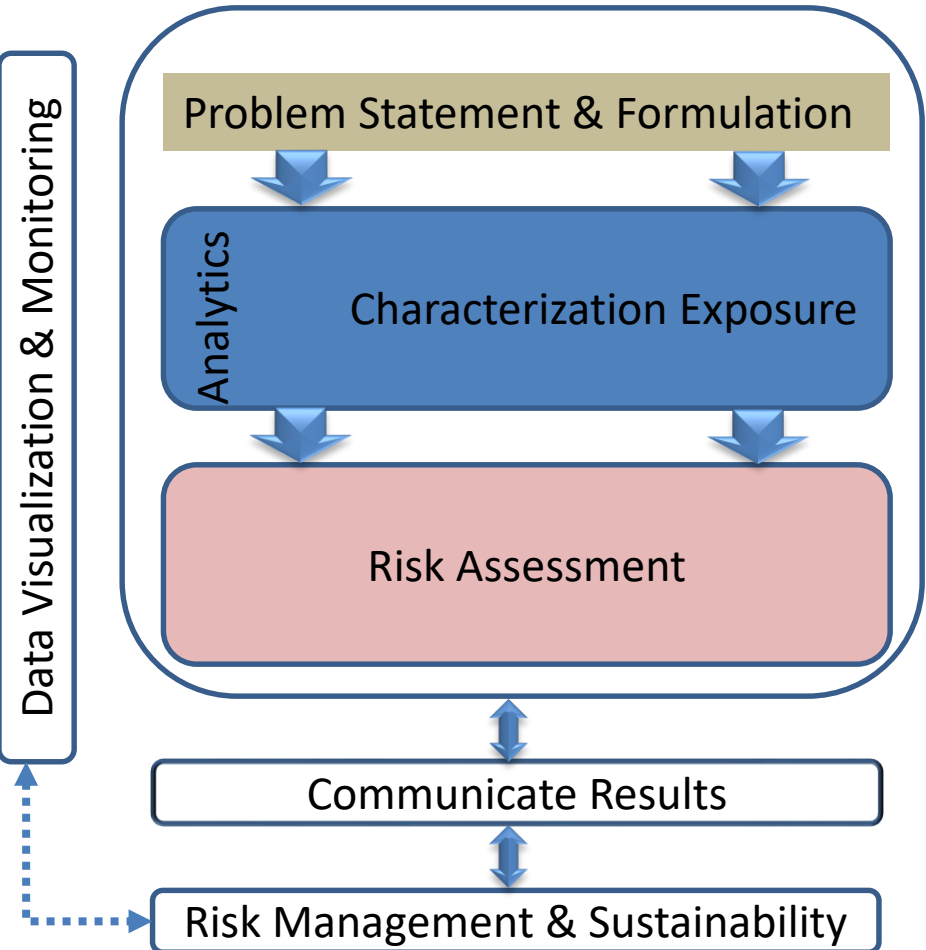 Data Visualization & Monitoring
Problem Statement & Formulation
Analytics
Characterization Exposure
Risk Assessment
Communicate Results
Risk Management & Sustainability